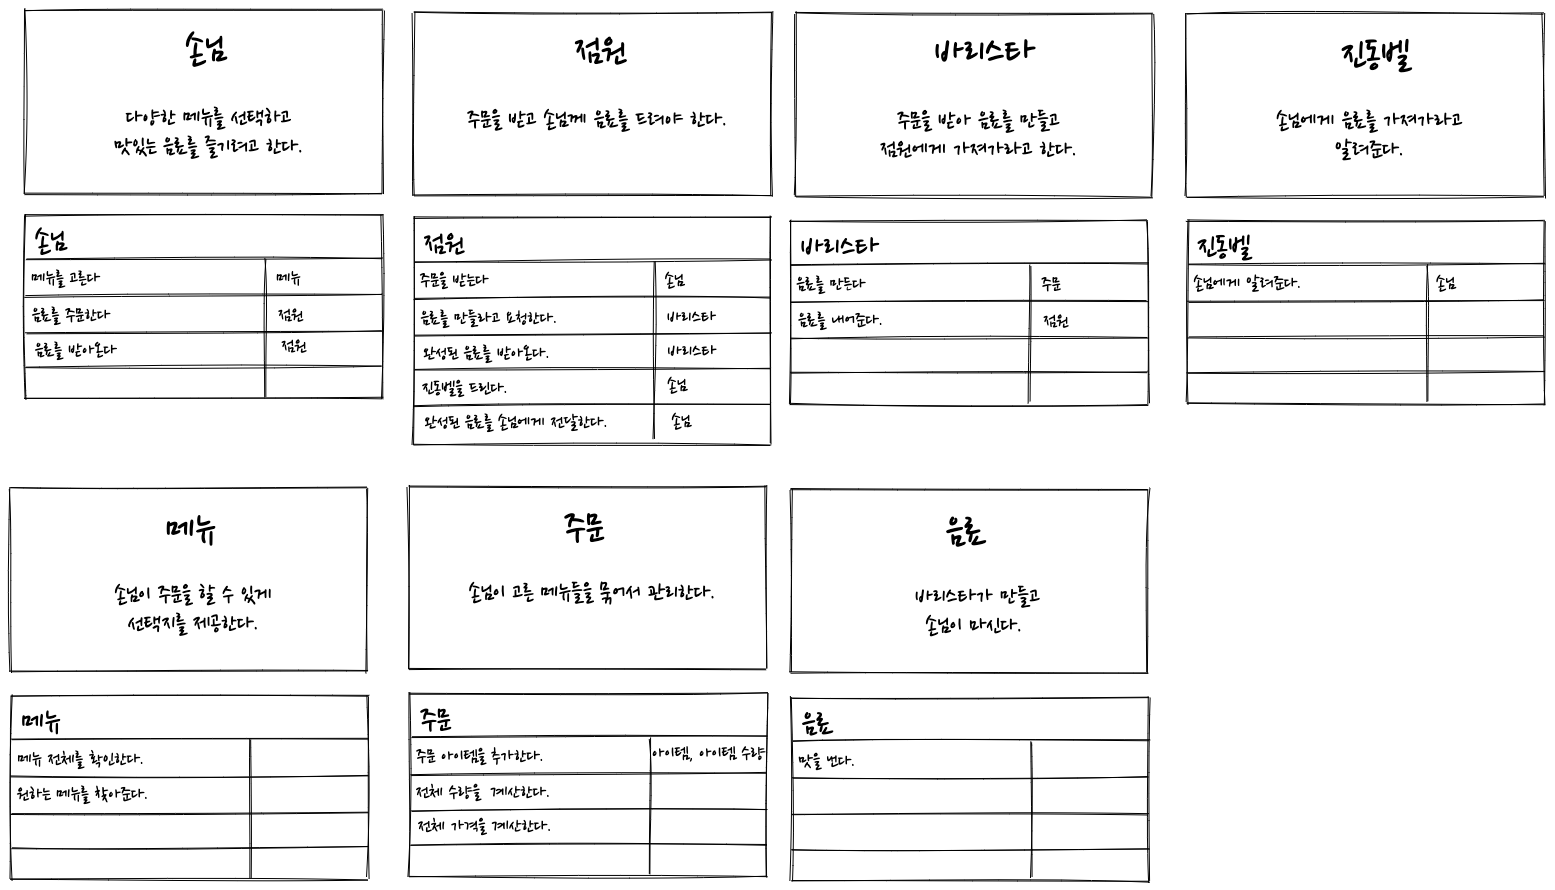 손님
다양한 메뉴를 선택하고
맛있는 음료를 즐기려고 한다.
점원
주문을 받고 손님께 음료를 드려야 한다.
바리스타
주문을 받아 음료를 만들고
점원에게 가져가라고 한다.
진동벨
손님에게 음료를 가져가라고
알려준다.
손님
메뉴를 고른다 메뉴
음료를 주문한다 점원
음료를 받아온다 점원
점원
주문을 받는다 손님
음료를 만들라고 요청한다. 바리스타
완성된 음료를 받아온다. 바리스타
진동벨을 드린다. 손님
완성된 음료를 손님에게 전달한다. 손님
바리스타
음료를 만든다 주문
음료를 내어준다. 점원
진동벨
손님에게 알려준다. 손님
메뉴
손님이 주문을 할 수 있게
선택지를 제공한다.
주문
손님이 고른 메뉴들을 묶어서 관리한다.
음료
바리스타가 만들고
손님이 마신다.
메뉴
메뉴 전체를 확인한다.
원하는 메뉴를 찾아준다.
주문
주문 아이템을 추가한다. 아이템, 아이템 수량
전체 수량을 계산한다.
전체 가격을 계산한다.
음료
맛을 낸다.